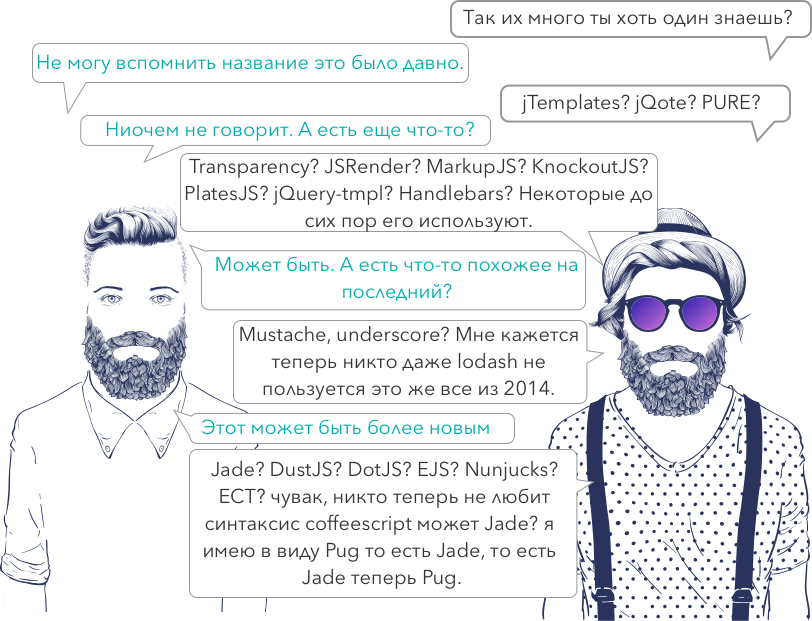 Так их много ты хоть один знаешь?
Не могу вспомнить название это было давно.
jTemplates? jQote? PURE?
Ниочем не говорит. А есть еще что-то?
Transparency? JSRender? MarkupJS? KnockoutJS?
PlatesJS? jQuery-tmpl? Handlebars? Некоторые до
сих пор его используют.
Может быть. А есть что-то похожее на
последний?
Mustache, underscore? Мне кажется
теперь никто даже lodash не
пользуется это же все из 2014.
Этот может быть более новым
Jade? DustJS? DotJS? EJS? Nunjucks?
ECT? чувак, никто теперь не любит
синтаксис coffeescript может Jade? я
имею в виду Pug то есть Jade, то есть
Jade теперь Pug.